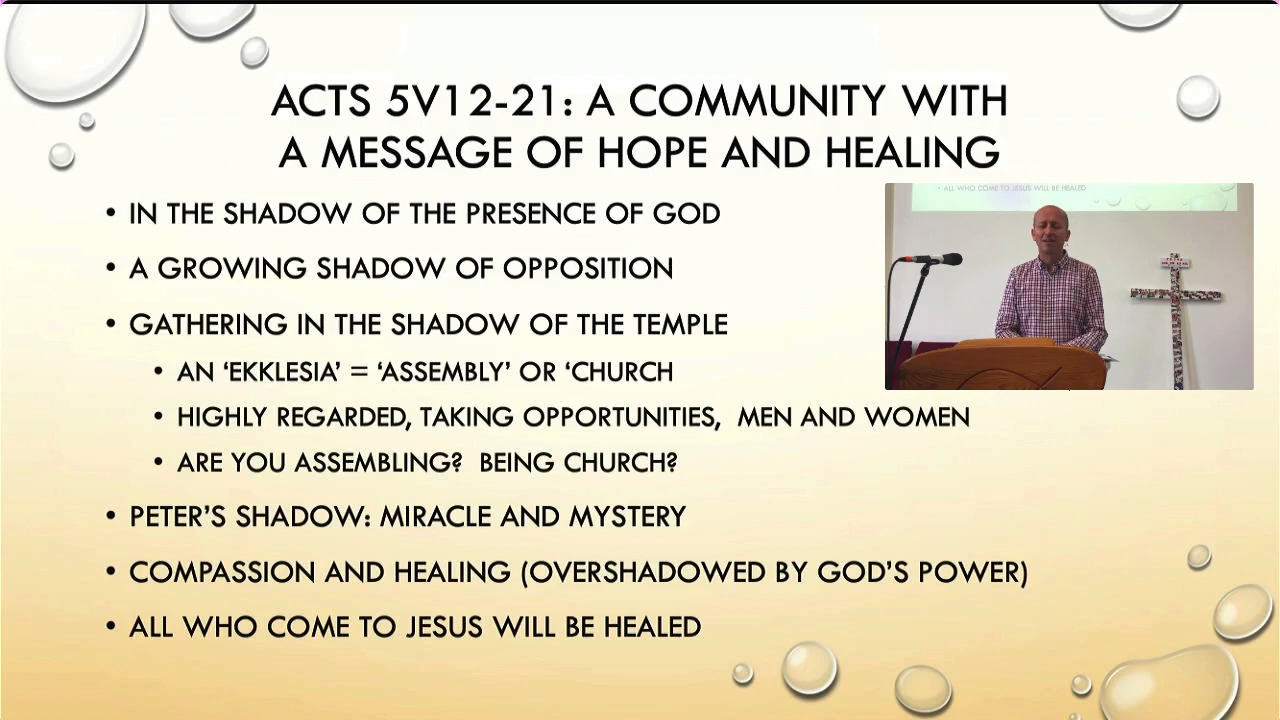 ACTS 5V12-21: A COMMUNITY WITH
A MESSAGE OF HOPE AND HEALING
• IN THE SHADOW OF THE PRESENCE OF GOD
• ALL WHO COME TO JESUS WILL BE HEALED
• A GROWING SHADOW OF OPPOSITION
• GATHERING IN THE SHADOW OF THE TEMPLE
• AN ‘EKKLESIA’ = ‘ASSEMBLY’ OR ‘CHURCH
• HIGHLY REGARDED, TAKING OPPORTUNITIES, MEN AND WOMEN
• ARE YOU ASSEMBLING? BEING CHURCH?
• PETER’S SHADOW: MIRACLE AND MYSTERY
• COMPASSION AND HEALING (OVERSHADOWED BY GOD’S POWER)
• ALL WHO COME TO JESUS WILL BE HEALED